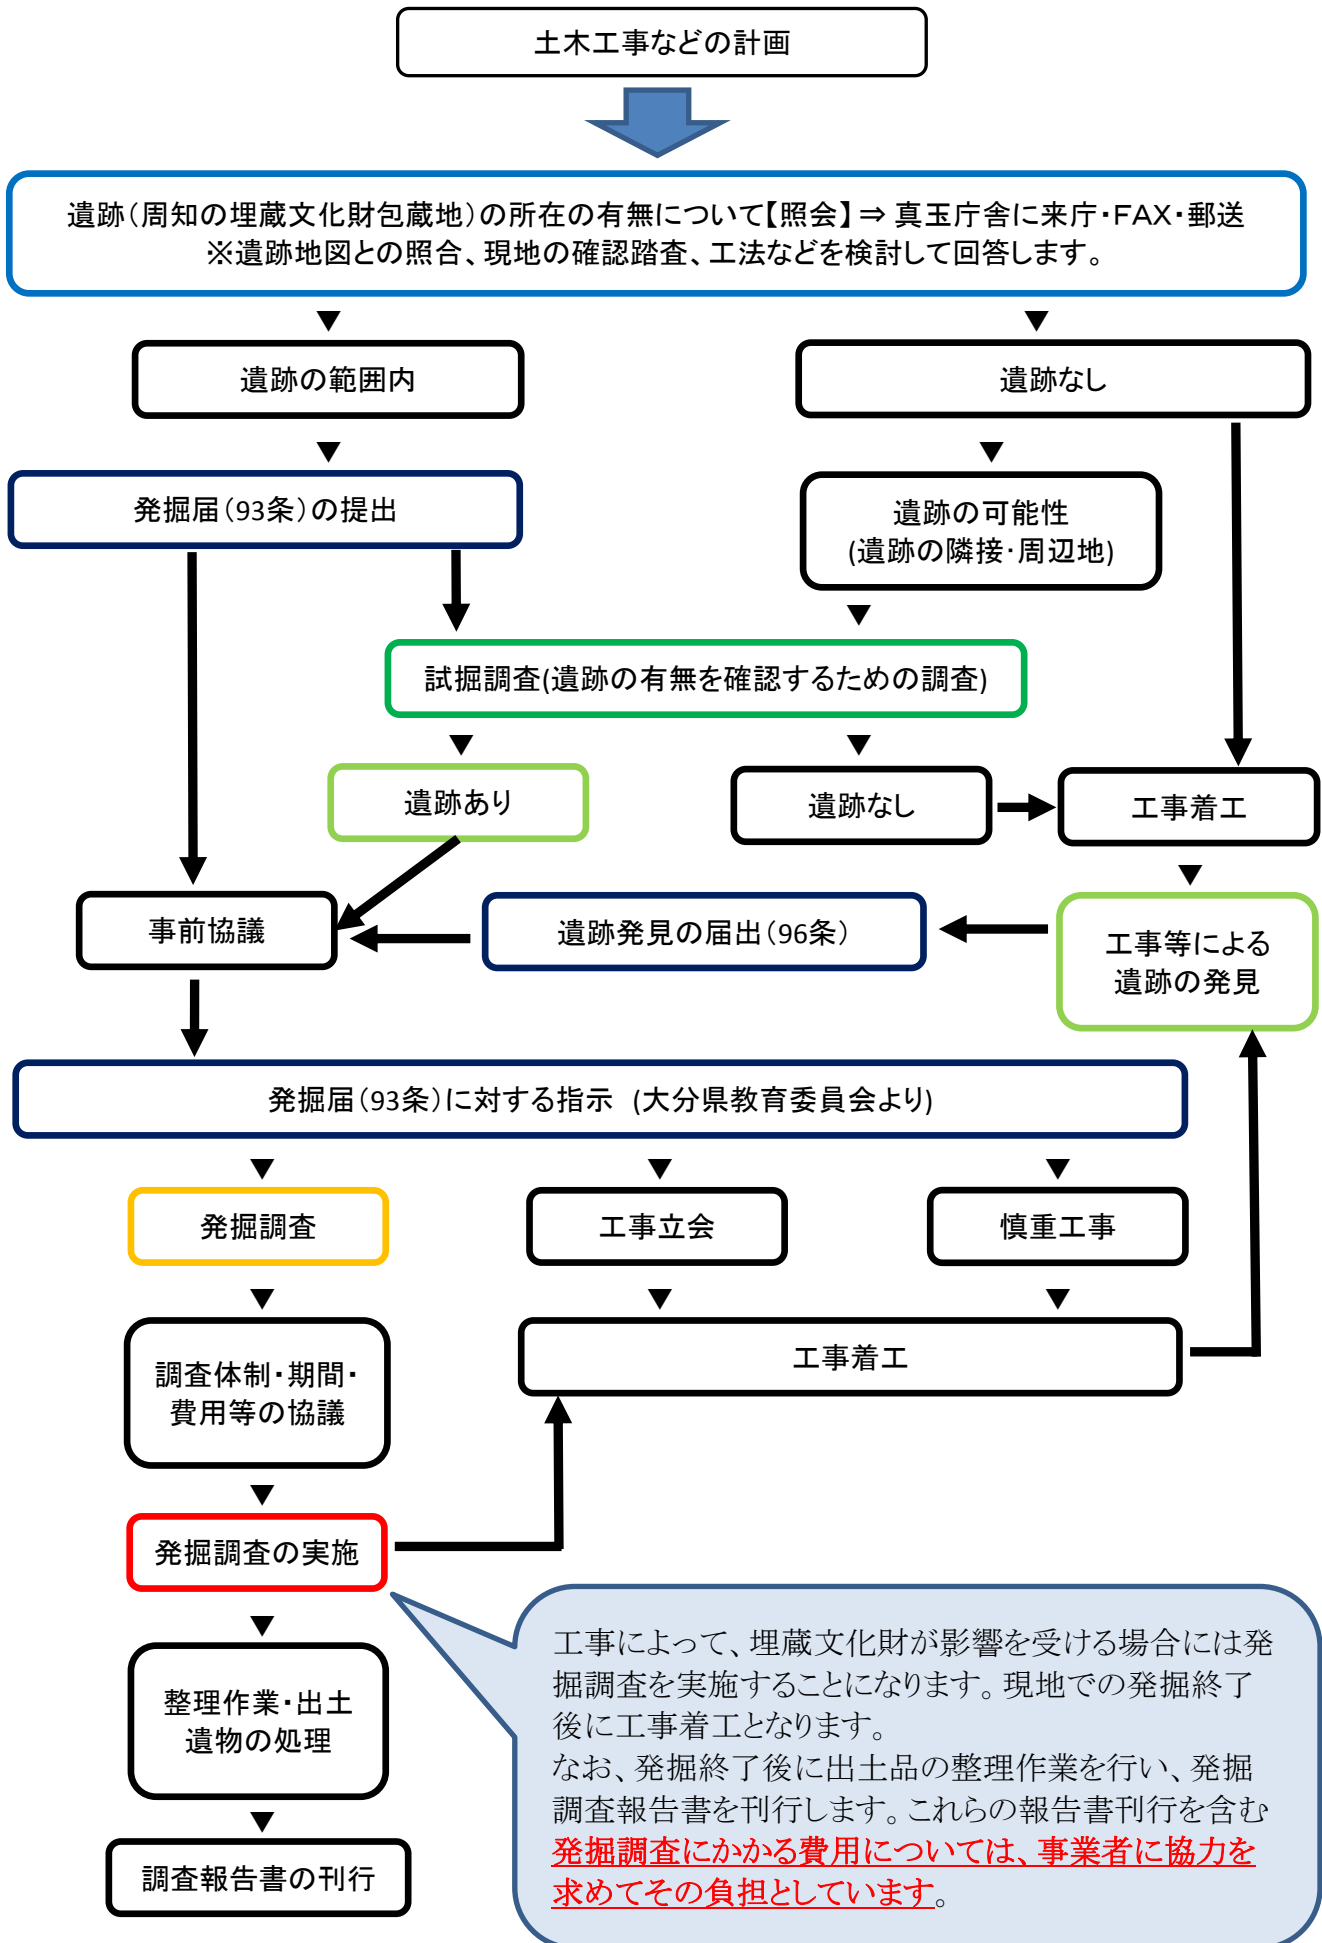 土木工事などの計画
遺跡（周知の埋蔵文化財包蔵地）の所在の有無について【照会】⇒ 真玉庁舎に来庁・FAX・郵送
※遺跡地図との照合、現地の確認踏査、工法などを検討して回答します。
▼
▼
遺跡の範囲内
遺跡なし
▼
▼
発掘届（93条）の提出
遺跡の可能性
(遺跡の隣接・周辺地)
▼
試掘調査(遺跡の有無を確認するための調査)
▼
▼
遺跡あり
遺跡なし
工事着工
▼
事前協議
遺跡発見の届出（96条）
工事等による
遺跡の発見
発掘届（93条）に対する指示 (大分県教育委員会より)
▼
▼
▼
発掘調査
工事立会
慎重工事
▼
▼
▼
調査体制・期間・
費用等の協議
工事着工
▼
発掘調査の実施
▼
整理作業・出土
遺物の処理
▼
調査報告書の刊行
工事によって、埋蔵文化財が影響を受ける場合には発
掘調査を実施することになります。現地での発掘終了
後に工事着工となります。
なお、発掘終了後に出土品の整理作業を行い、発掘
調査報告書を刊行します。これらの報告書刊行を含む
発掘調査にかかる費用については、事業者に協力を
求めてその負担としています。